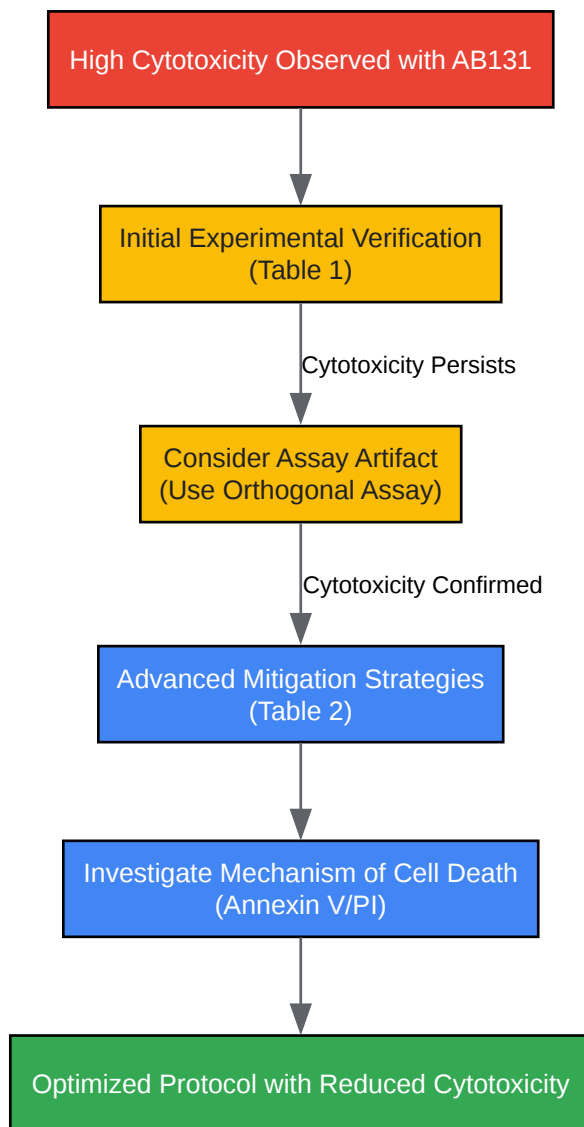 High Cytotoxicity Observed with AB131
Initial Experimental Verification
(Table 1)
Cytotoxicity Persists
Consider Assay Artifact
(Use Orthogonal Assay)
Cytotoxicity Confirmed
Advanced Mitigation Strategies
(Table 2)
Investigate Mechanism of Cell Death
(Annexin V/PI)
Optimized Protocol with Reduced Cytotoxicity